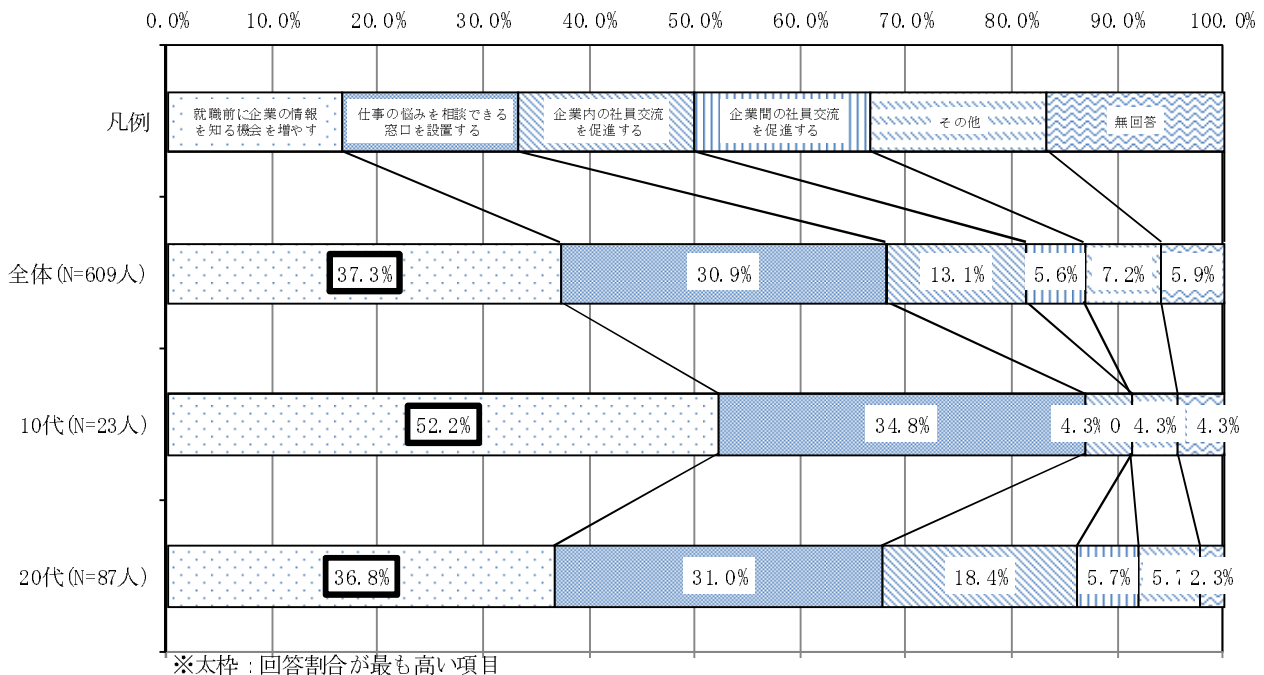 0.0% 10.0% 20.0% 30.0% 40.0% 50.0% 60.0% 70.0% 80.0% 90.0% 100.0%
凡例
就職前に企業の情報
を知る機会を増やす
仕事の悩みを相談できる
窓口を設置する
企業内の社員交流
を促進する
企業間の社員交流
を促進する
その他
無回答
全体(N=609人) 37.3% 30.9% 13.1% 5.6% 7.2% 5.9%
10代(N=23人) 52.2% 34.8% 4.3% 0 4.3% 4.3%
20代(N=87人) 36.8% 31.0% 18.4% 5.7% 5.7 2.3%
※太枠：回答割合が最も高い項目